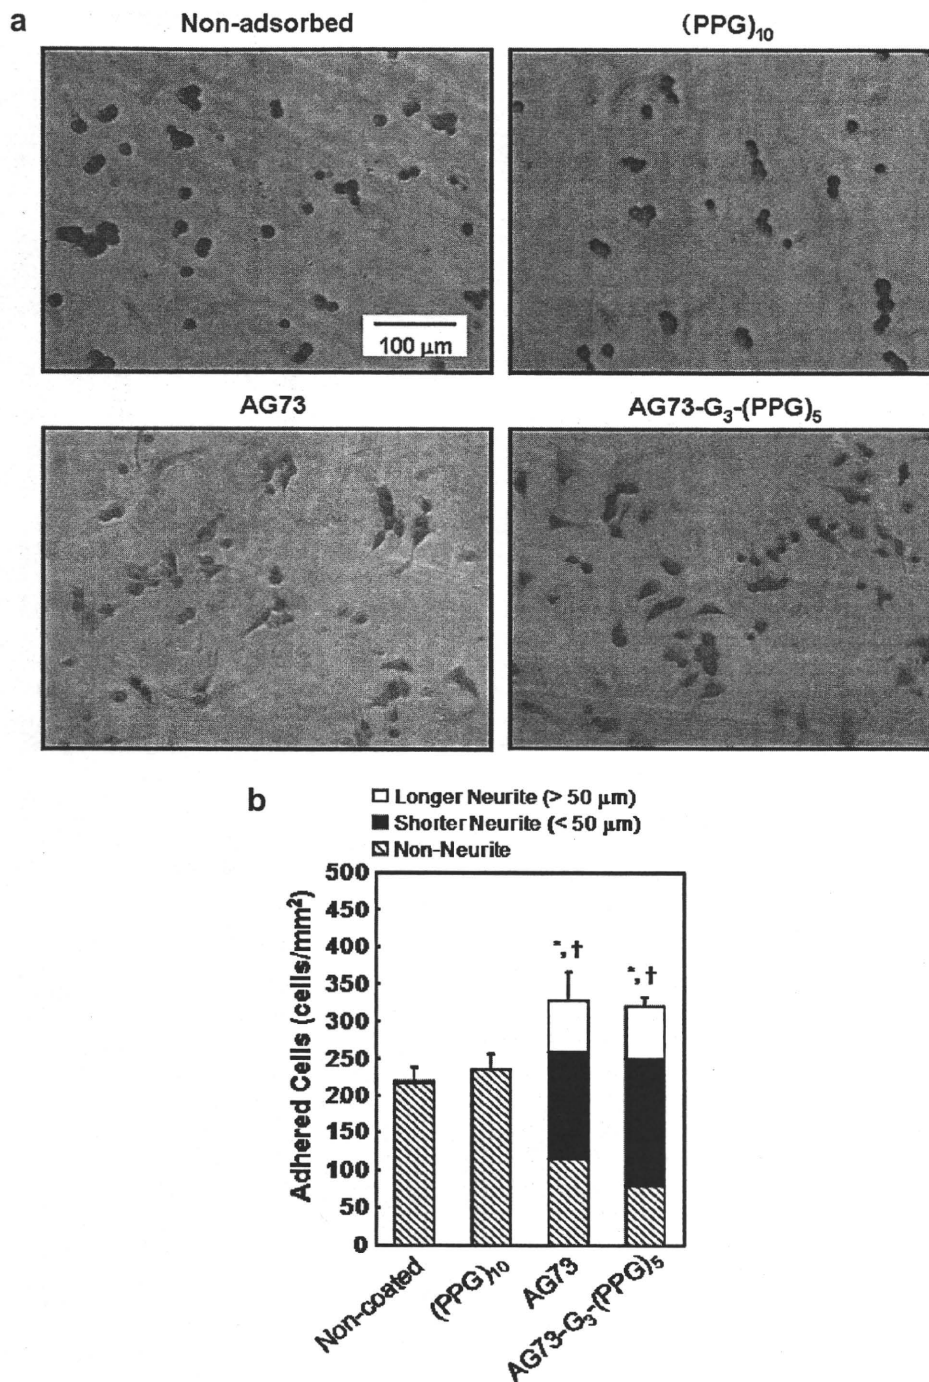 a
Non-adsorbed
(PPG)₁₀
100 μm
AG73
AG73-G₃-(PPG)₅
b
Longer Neurite (> 50 μm)
Shorter Neurite (< 50 μm)
Non-Neurite
Adhered Cells (cells/mm²)
500
450
400
350
300
250
200
150
100
50
0
*, †
*, †
Non-coated
(PPG)₁₀
AG73
AG73-G₃-(PPG)₅